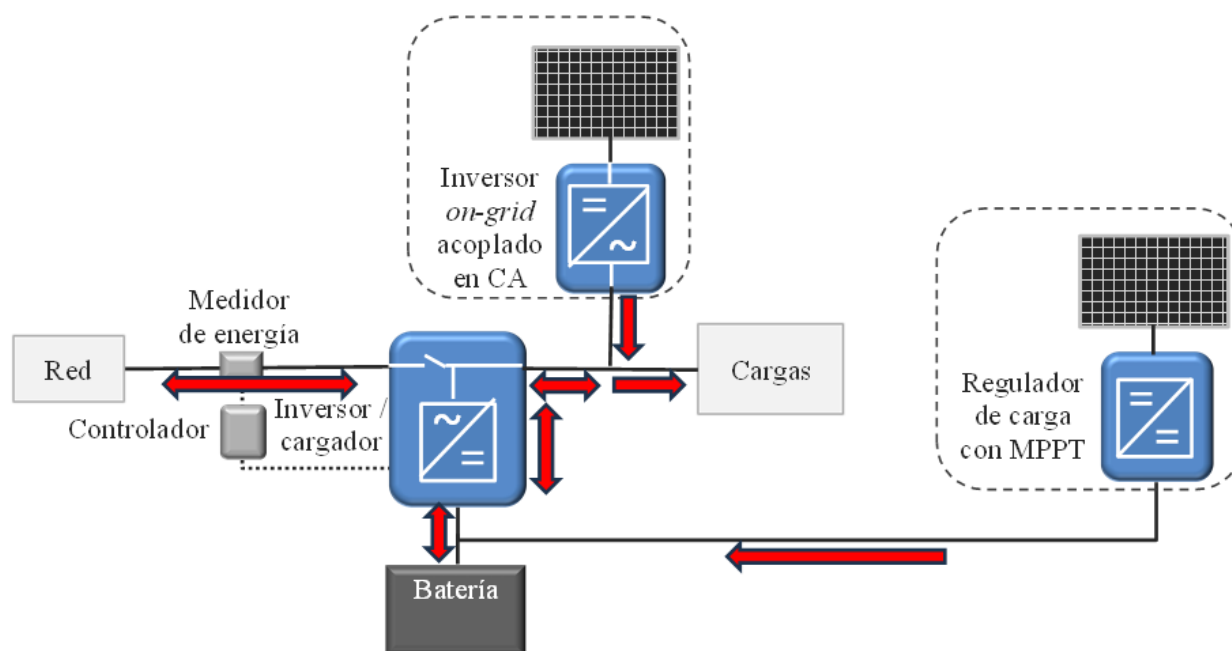 Inversor
on-grid
acoplado
en CA
Medidor
de energía
Red
Controlador
Inversor /
cargador
Cargas
Regulador
de carga
con MPPT
Batería